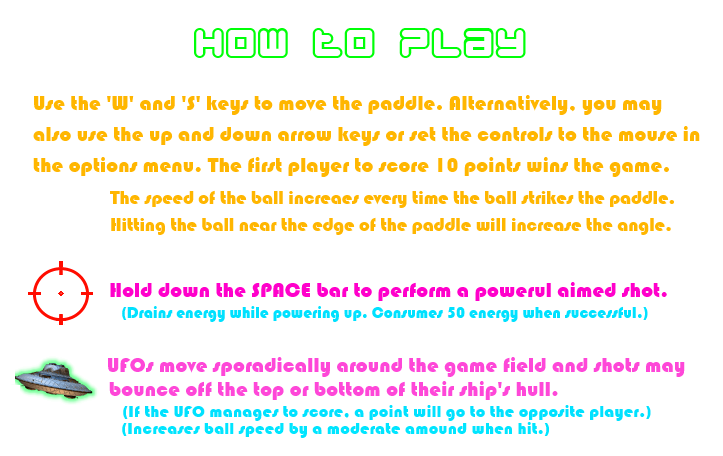 How to Play
Use the 'W' and 'S' keys to move the paddle. Alternatively, you may
also use the up and down arrow keys or set the controls to the mouse in
the options menu. The first player to score 10 points wins the game.
The speed of the ball increaes every time the ball strikes the paddle.
Hitting the ball near the edge of the paddle will increase the angle.
Hold down the SPACE bar to perform a powerul aimed shot.
(Drains energy while powering up. Consumes 50 energy when successful.)
UFOs move sporadically around the game field and shots may
bounce off the top or bottom of their ship's hull.
(If the UFO manages to score, a point will go to the opposite player.)
(Increases ball speed by a moderate amound when hit.)